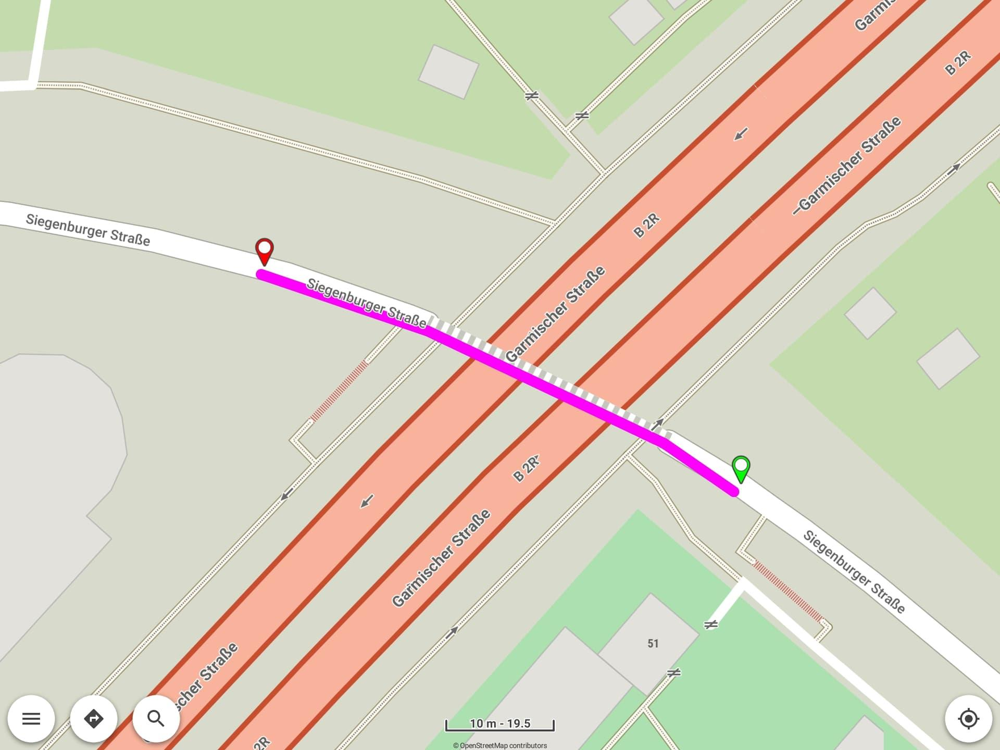 Garmis
B 2R
Garmischer Straße
Siegenburger Straße
B 2R
Siegenburger Straße
Garmischer Straße
B 2R
Garmischer Straße
Siegenburger Straße
51
scher Straße
2R
10 m - 19.5
© OpenStreetMap contributors